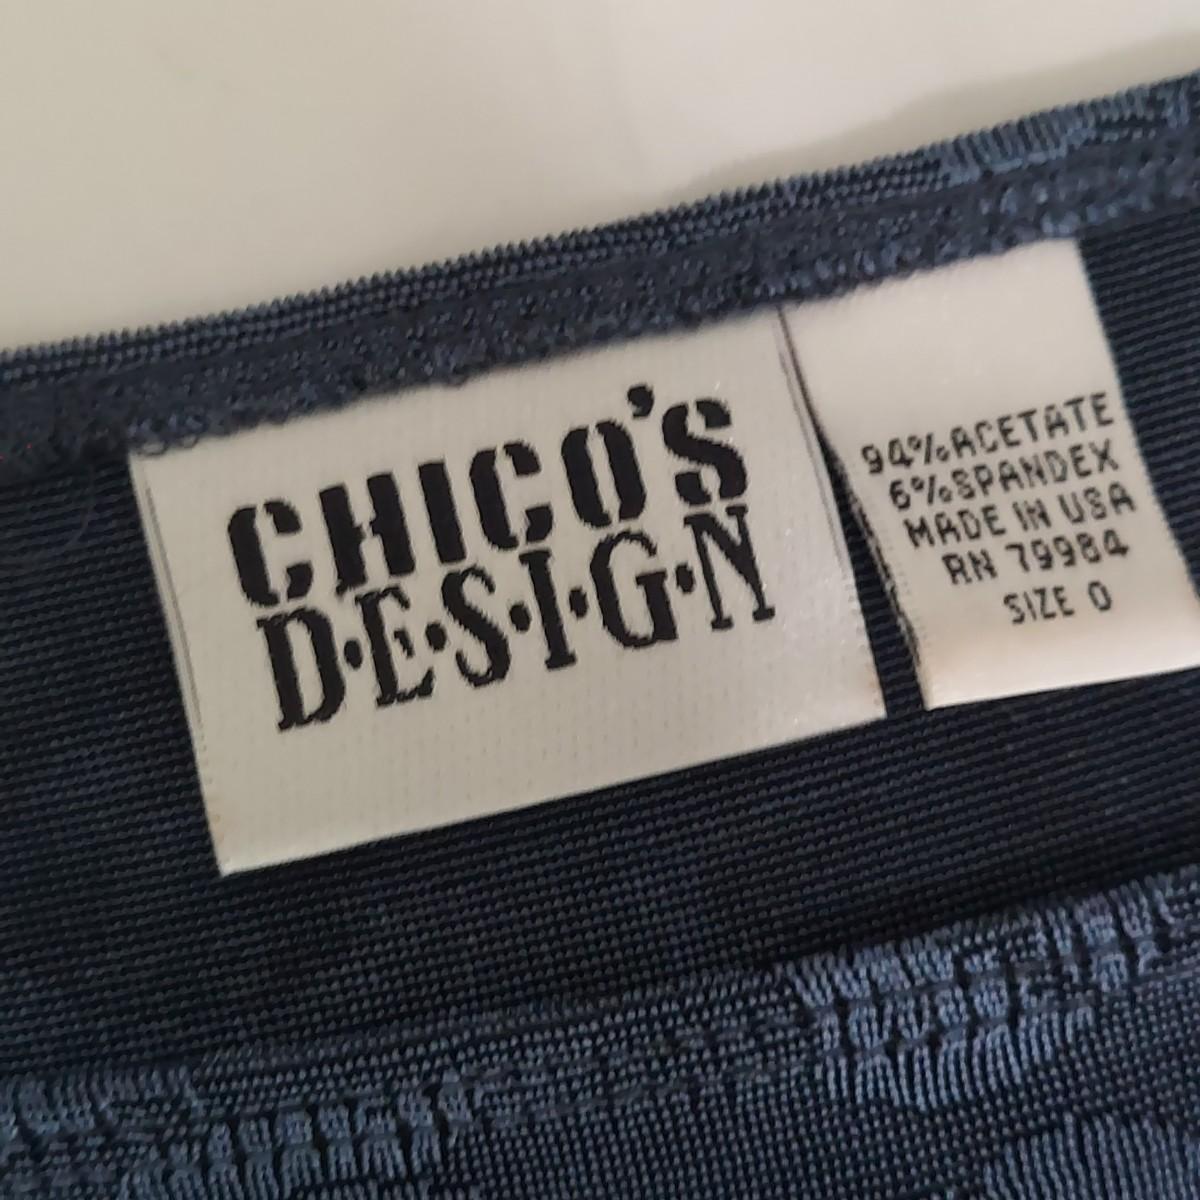 CHICO'S
D·E·S·I·G·N
94% ACETATE
6% SPANDEX
MADE IN USA
RN 79984
SIZE 0